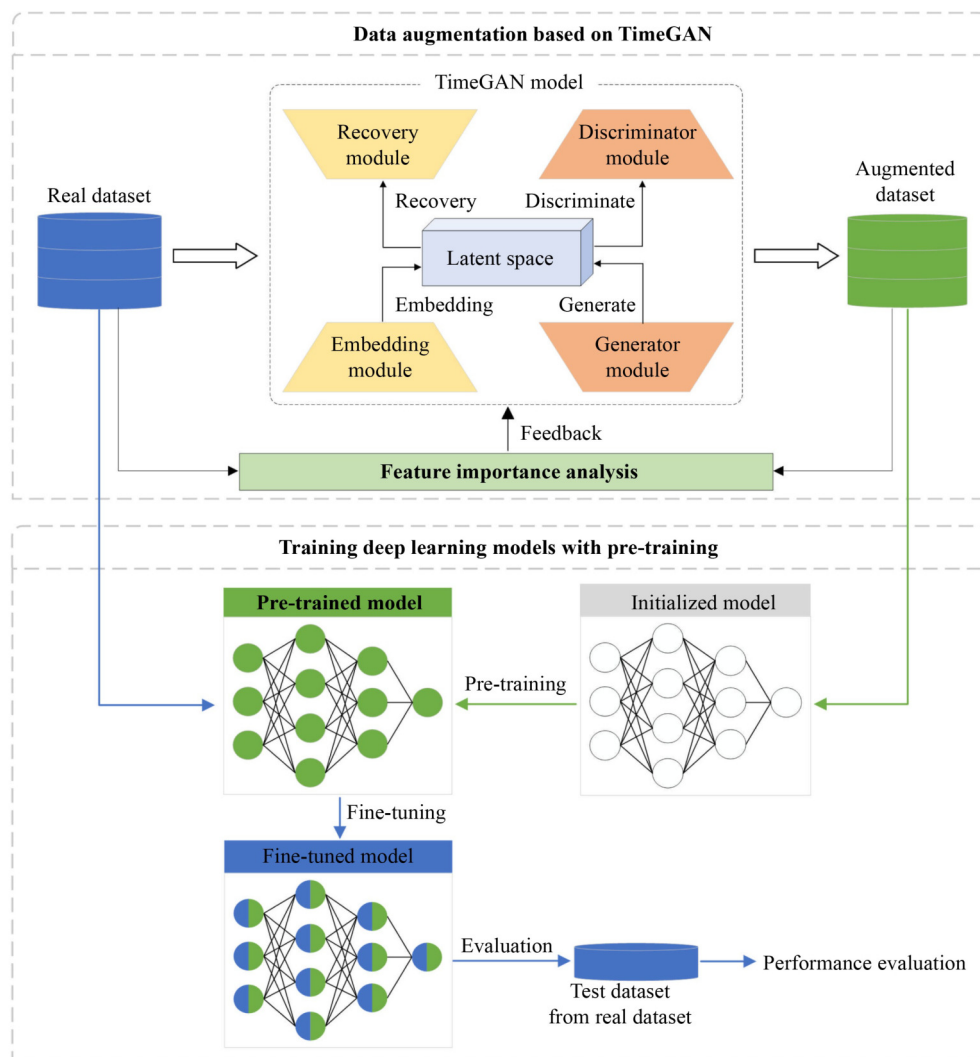 Data augmentation based on TimeGAN
TimeGAN model
Recovery
module
Discriminator
module
Real dataset
Augmented
dataset
Recovery
Discriminate
Latent space
Embedding
Generate
Embedding
module
Generator
module
Feedback
Feature importance analysis
Training deep learning models with pre-training
Pre-trained model
Initialized model
Pre-training
Fine-tuning
Fine-tuned model
Evaluation
Performance evaluation
Test dataset
from real dataset